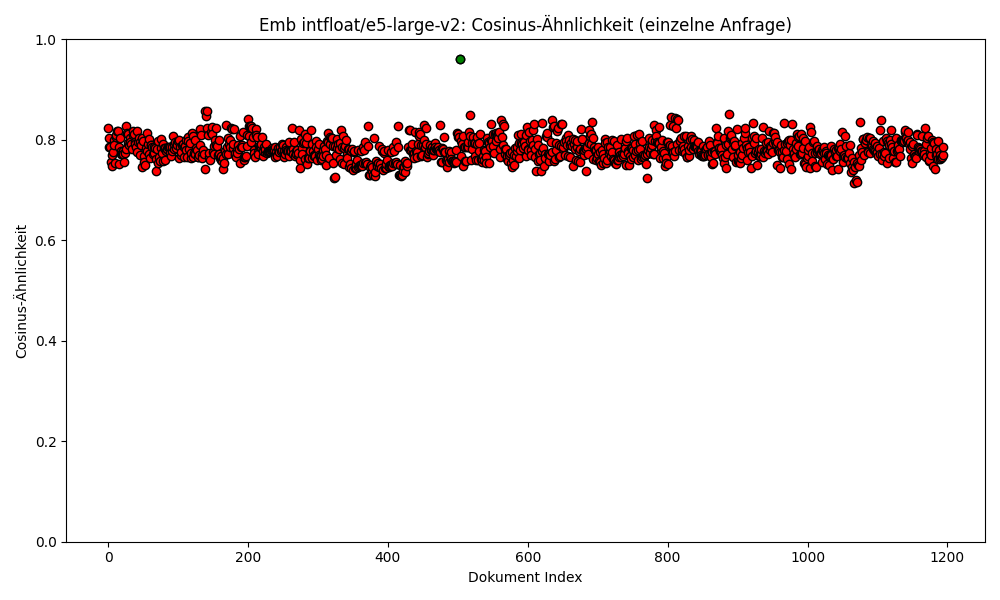 Emb intfloat/e5-large-v2: Cosinus-Ähnlichkeit (einzelne Anfrage)
1.0
0.8
0.6
0.4
0.2
0.0
Cosinus-Ähnlichkeit
0 200 400 600 800 1000 1200
Dokument Index